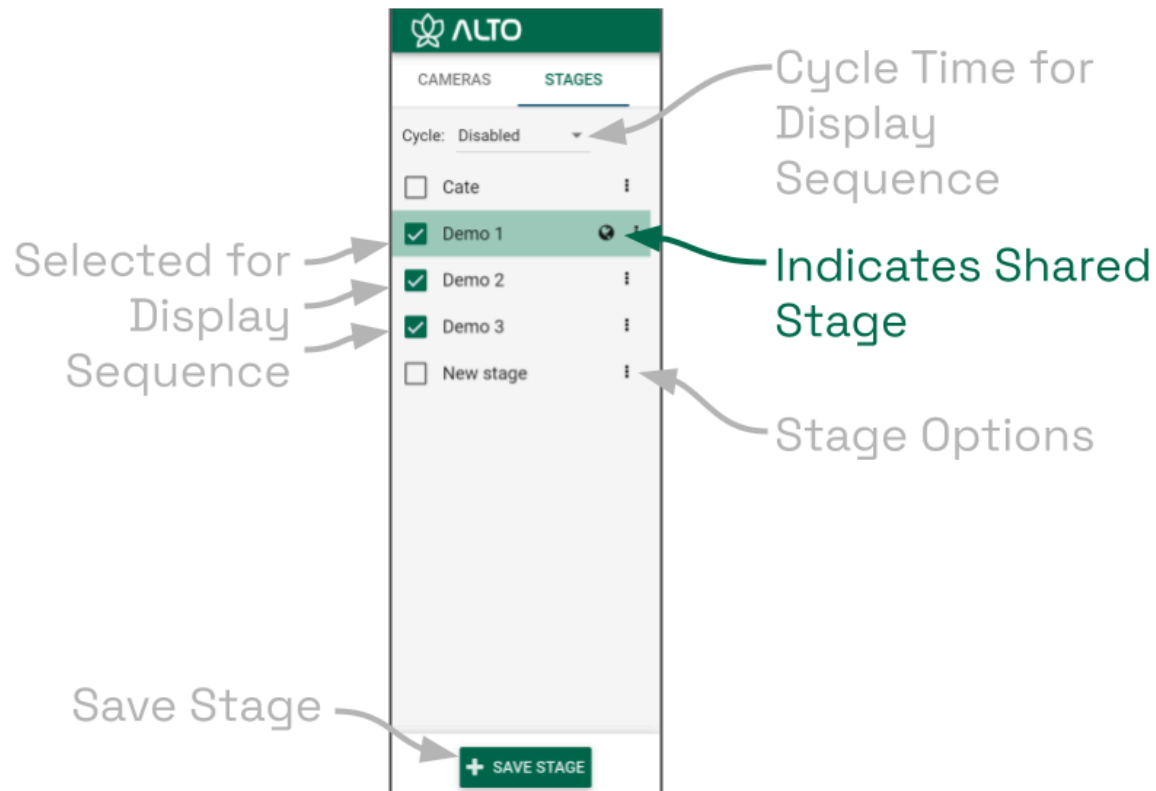 ALTO
CAMERAS STAGES
Cycle: Disabled
Cate
Demo 1
Demo 2
Demo 3
New stage
+ SAVE STAGE
Selected for
Display
Sequence
Save Stage
Cycle Time for
Display
Sequence
Indicates Shared
Stage
Stage Options